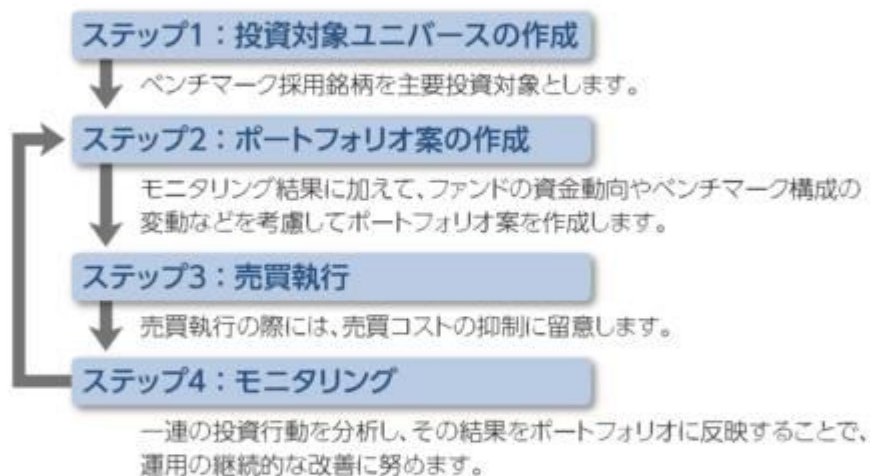 ステップ1：投資対象ユニバースの作成
ベンチマーク採用銘柄を主要投資対象とします。
ステップ2：ポートフォリオ案の作成
モニタリング結果に加えて、ファンドの資金動向やベンチマーク構成の
変動などを考慮してポートフォリオ案を作成します。
ステップ3：売買執行
売買執行の際には、売買コストの抑制に留意します。
ステップ4：モニタリング
一連の投資行動を分析し、その結果をポートフォリオに反映することで、
運用の継続的な改善に努めます。